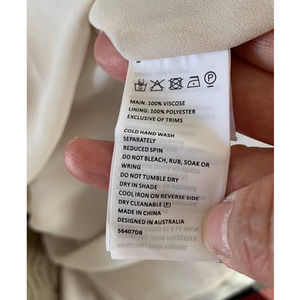 MAIN: 100% VISCOSE
LINING: 100% POLYESTER
EXCLUSIVE OF TRIMS
COLD HAND WASH
SEPARATELY
REDUCED SPIN
DO NOT BLEACH, RUB, SOAK OR
WRING
DO NOT TUMBLE DRY
DRY IN SHADE
COOL IRON ON REVERSE SIDE
DRY CLEANABLE (P)
MADE IN CHINA
DESIGNED IN AUSTRALIA
56407DB